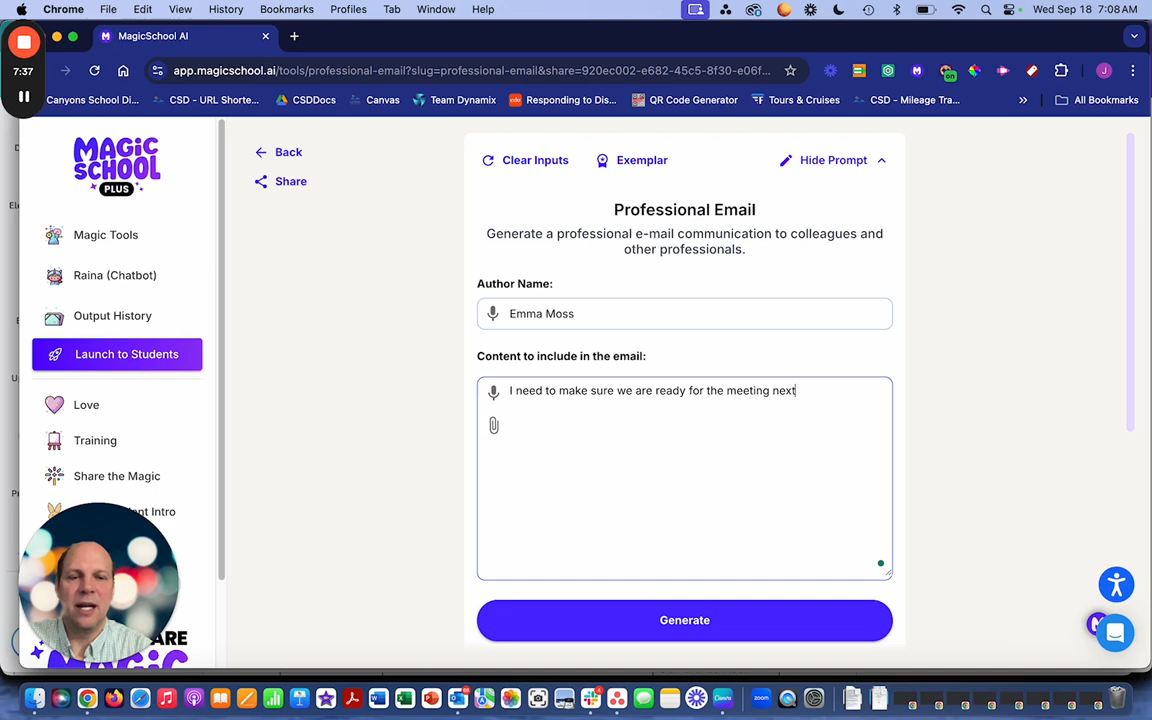 Chrome File Edit View History Bookmarks Profiles Tab Window Help Wed Sep 18 7:08 AM
MagicSchool AI
7:37
app.magicschool.ai/tools/professional-email?slug=professional-email&share=920ec002-e682-45c5-8f30-e06f...
Canyons School Di... CSD - URL Shorte... CSDDocs Canvas Team Dynamix Responding to Dis... QR Code Generator Tours & Cruises CSD - Mileage Tra... » All Bookmarks
MAGIC SCHOOL
PLUS
Magic Tools
Raina (Chatbot)
Output History
Launch to Students
Love
Training
Share the Magic
nt Intro
ARE
Back
Share
Clear Inputs
Exemplar
Hide Prompt
Professional Email
Generate a professional e-mail communication to colleagues and
other professionals.
Author Name:
Emma Moss
Content to include in the email:
I need to make sure we are ready for the meeting next
Generate